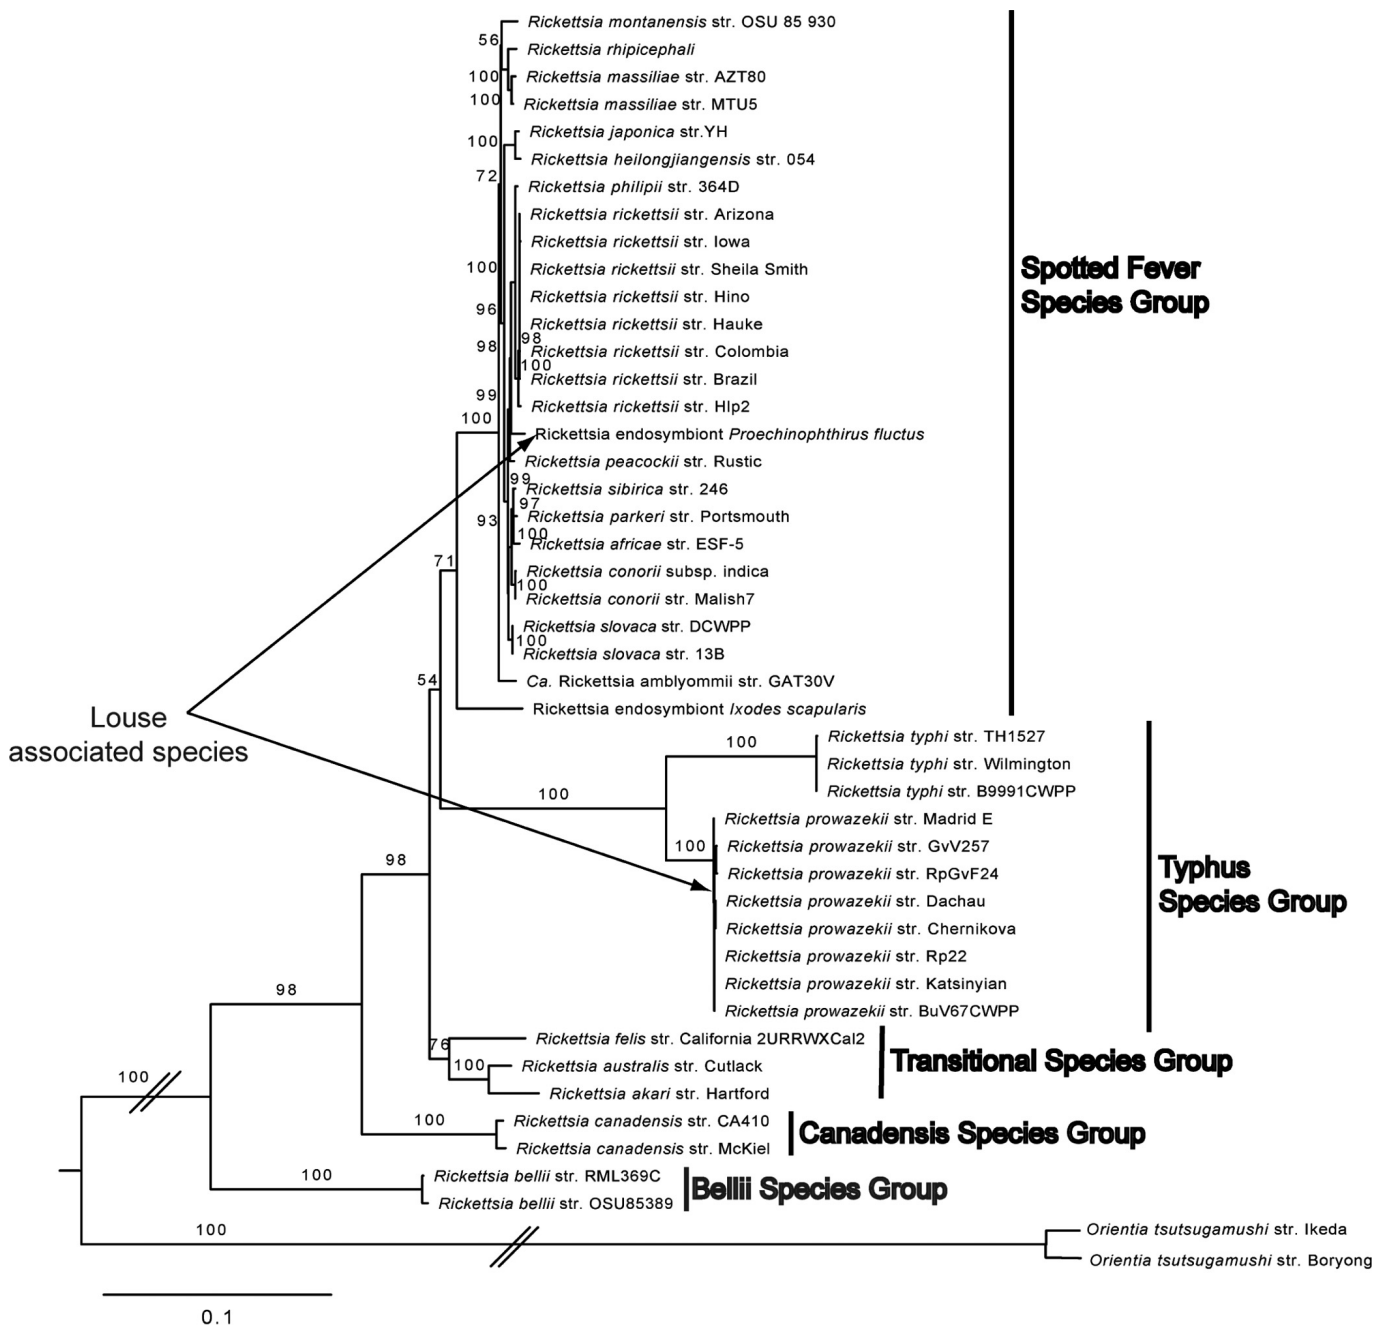 Rickettsia montanensis str. OSU 85 930
56
Rickettsia rhipicephali
100
Rickettsia massiliae str. AZT80
100
Rickettsia massiliae str. MTU5
Rickettsia japonica str.YH
100
Rickettsia heilongjiangensis str. 054
72
Rickettsia philipii str. 364D
Rickettsia rickettsii str. Arizona
Rickettsia rickettsii str. Iowa
100
Rickettsia rickettsii str. Sheila Smith
Spotted Fever
Species Group
Rickettsia rickettsii str. Hino
96
Rickettsia rickettsii str. Hauke
98
98
Rickettsia rickettsii str. Colombia
100
Rickettsia rickettsii str. Brazil
99
Rickettsia rickettsii str. Hlp2
100
Rickettsia endosymbiont Proechinophthirus fluctus
Rickettsia peacockii str. Rustic
99
Rickettsia sibirica str. 246
97
93
Rickettsia parkeri str. Portsmouth
100
Rickettsia africae str. ESF-5
71
Rickettsia conorii subsp. indica
100
Rickettsia conorii str. Malish7
Rickettsia slovaca str. DCWPP
100
Rickettsia slovaca str. 13B
54
Ca. Rickettsia amblyommii str. GAT30V
Rickettsia endosymbiont Ixodes scapularis
Louse
associated species
Rickettsia typhi str. TH1527
100
Rickettsia typhi str. Wilmington
100
Rickettsia typhi str. B9991CWPP
Rickettsia prowazekii str. Madrid E
100
Rickettsia prowazekii str. GvV257
98
Rickettsia prowazekii str. RpGvF24
Typhus
Species Group
Rickettsia prowazekii str. Dachau
Rickettsia prowazekii str. Chernikova
Rickettsia prowazekii str. Rp22
98
Rickettsia prowazekii str. Katsinyian
Rickettsia prowazekii str. BuV67CWPP
76
Rickettsia felis str. California 2URRWXCal2
100
Rickettsia australis str. Cutlack
Transitional Species Group
100
Rickettsia akari str. Hartford
100
Rickettsia canadensis str. CA410
Canadensis Species Group
Rickettsia canadensis str. McKiel
100
Rickettsia bellii str. RML369C
Bellii Species Group
Rickettsia bellii str. OSU85389
100
Orientia tsutsugamushi str. Ikeda
Orientia tsutsugamushi str. Boryong
0.1